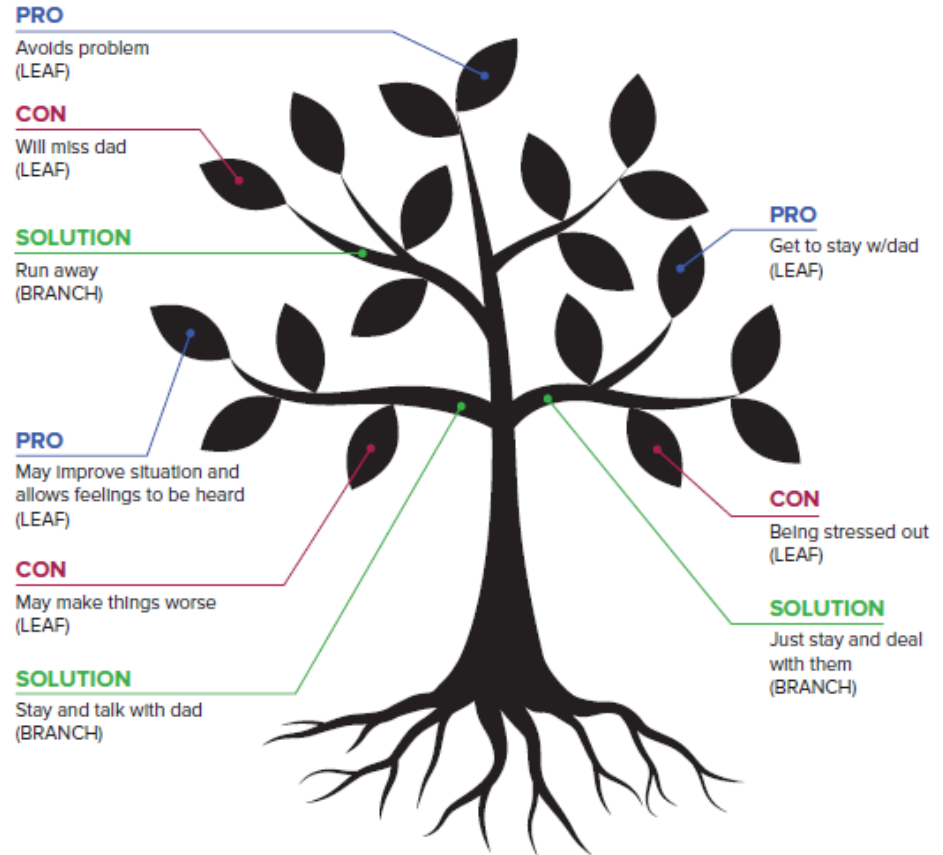 PRO
Avoids problem
(LEAF)
CON
Will miss dad
(LEAF)
SOLUTION
Run away
(BRANCH)
PRO
May improve situation and
allows feelings to be heard
(LEAF)
CON
May make things worse
(LEAF)
SOLUTION
Stay and talk with dad
(BRANCH)
PRO
Get to stay w/dad
(LEAF)
CON
Being stressed out
(LEAF)
SOLUTION
Just stay and deal
with them
(BRANCH)